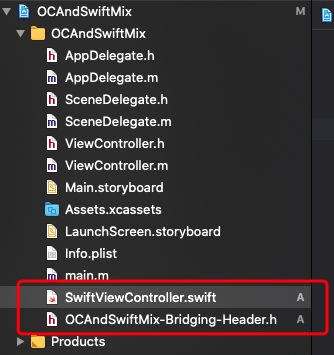 OCAndSwiftMix M
OCAndSwiftMix
h AppDelegate.h
m AppDelegate.m
h SceneDelegate.h
m SceneDelegate.m
h ViewController.h
m ViewController.m
Main.storyboard
Assets.xcassets
LaunchScreen.storyboard
Info.plist
m main.m
SwiftViewController.swift A
h OCAndSwiftMix-Bridging-Header.h A
Products